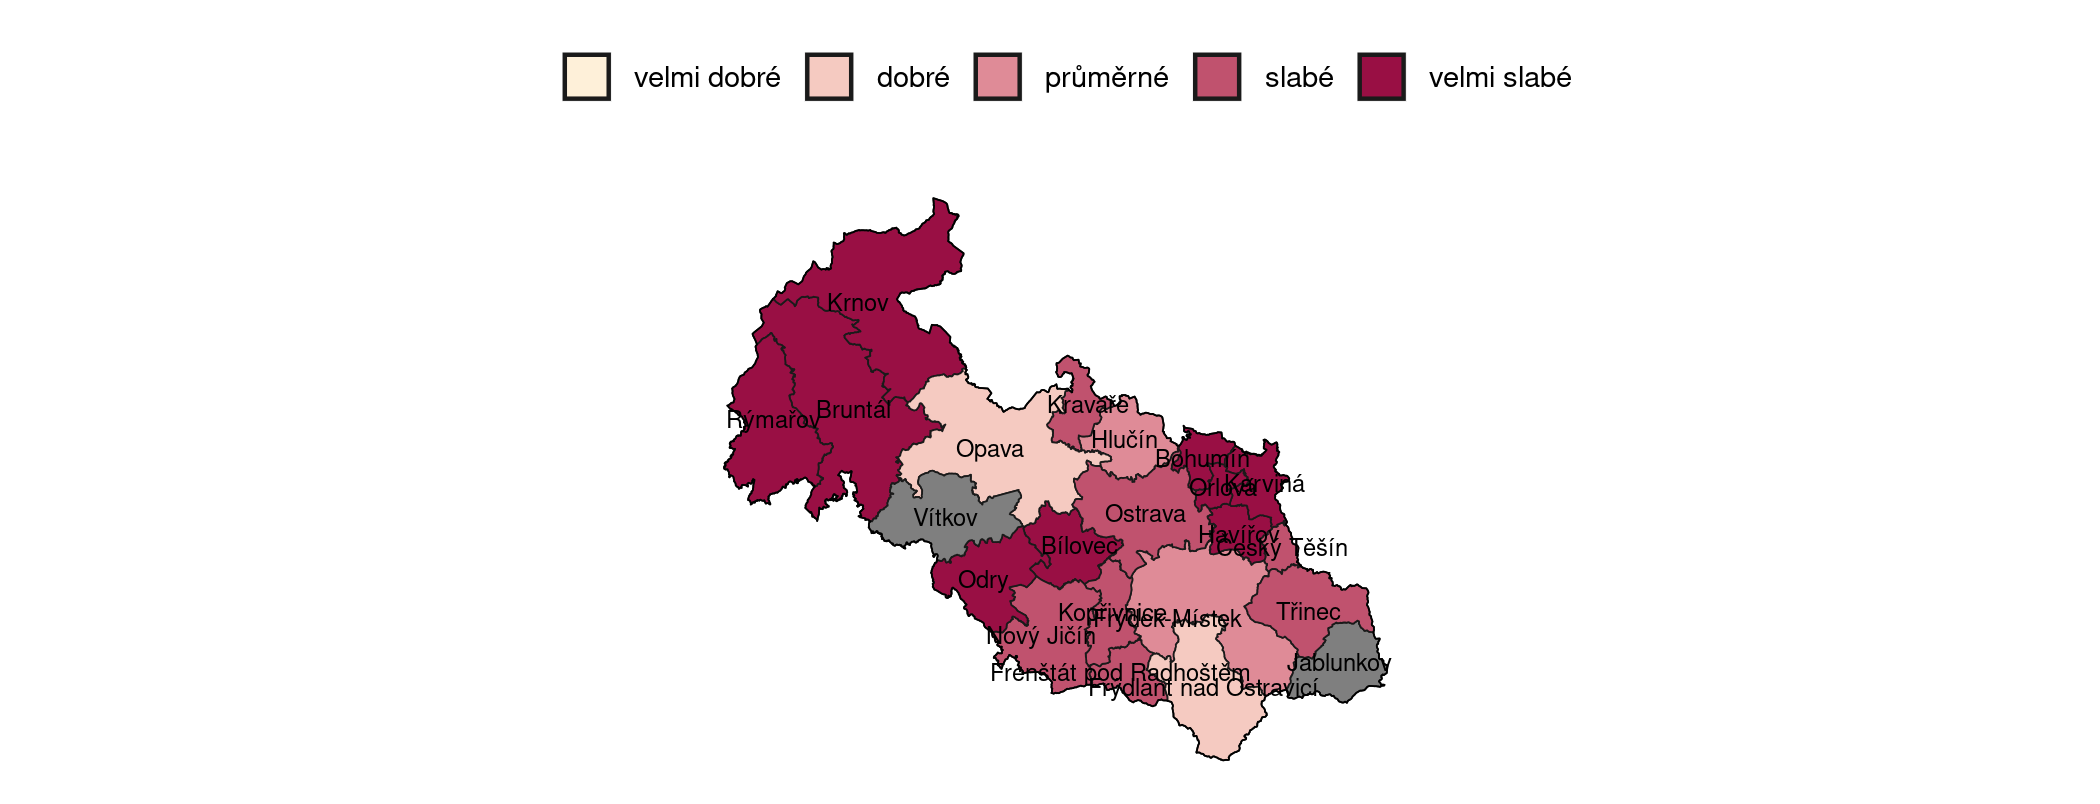 velmi dobré
dobré
průměrné
slabé
velmi slabé
Krnov
Rýmařov
Bruntál
Kravaře
Opava
Hlučín
Bohumín
Orlová
Karviná
Vítkov
Ostrava
Havířov
Bílovec
Český Těšín
Odry
Kopřivnice
Frýdek-Místek
Třinec
Nový Jičín
Jablunkov
Frenštát pod Radhoštěm
Frýdlant nad Ostravicí